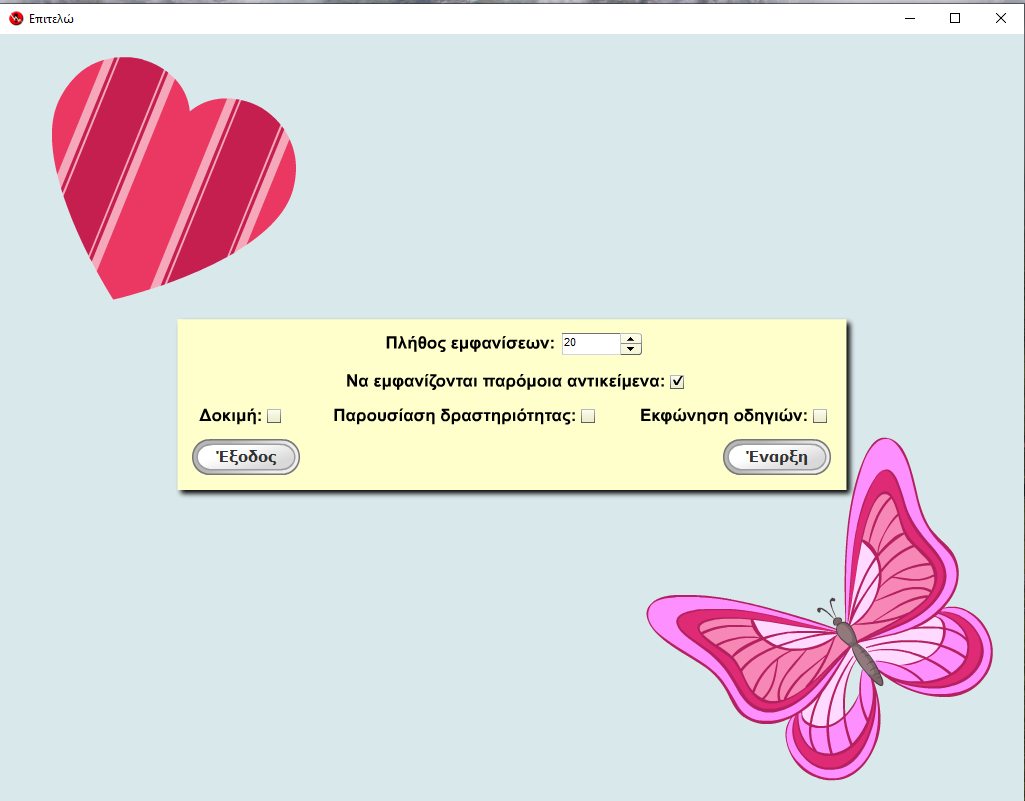 Επιτελώ
Πλήθος εμφανίσεων: 20
Να εμφανίζονται παρόμοια αντικείμενα:
Δοκιμή: Παρουσίαση δραστηριότητας: Εκφώνηση οδηγιών:
Έξοδος Έναρξη